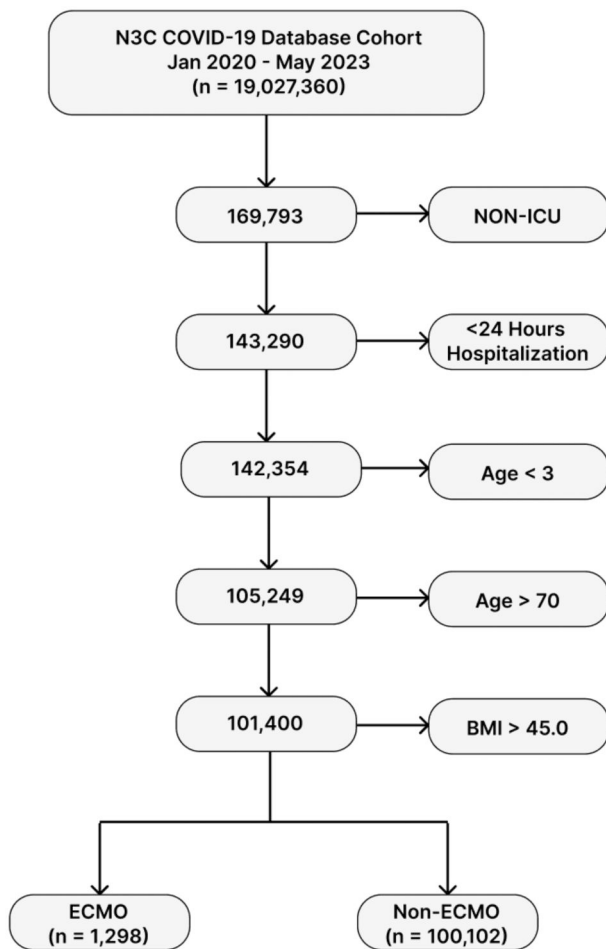 N3C COVID-19 Database Cohort
Jan 2020 - May 2023
(n = 19,027,360)
169,793
NON-ICU
143,290
<24 Hours
Hospitalization
142,354
Age < 3
105,249
Age > 70
101,400
BMI > 45.0
ECMO
(n = 1,298)
Non-ECMO
(n = 100,102)